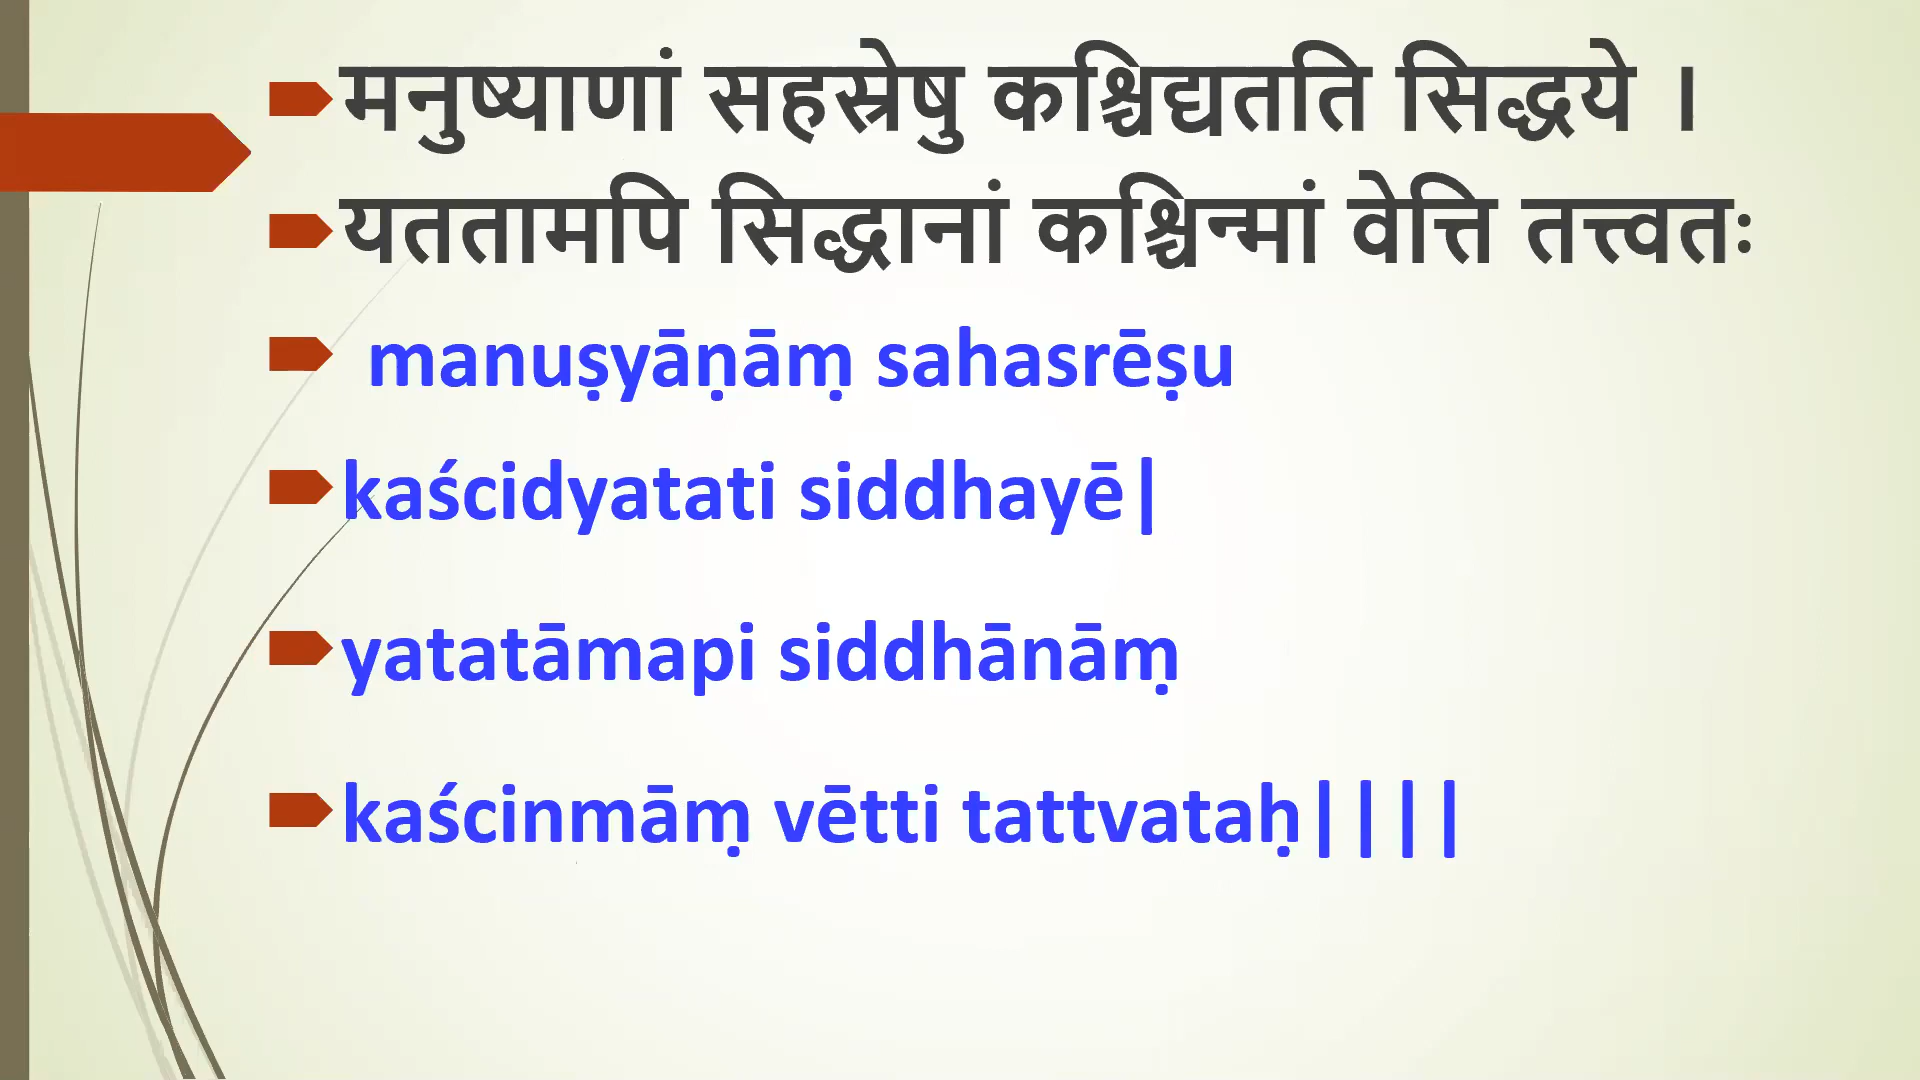 मनुष्याणां सहस्रेषु कश्चिद्यतति सिद्धये ।
यततामपि सिद्धानां कश्चिन्मां वेत्ति तत्त्वतः
manuṣyāṇāṃ sahasrēṣu
kaścidyatati siddhayē|
yatatāmapi siddhānāṃ
kaścinmāṃ vētti tattvataḥ||||